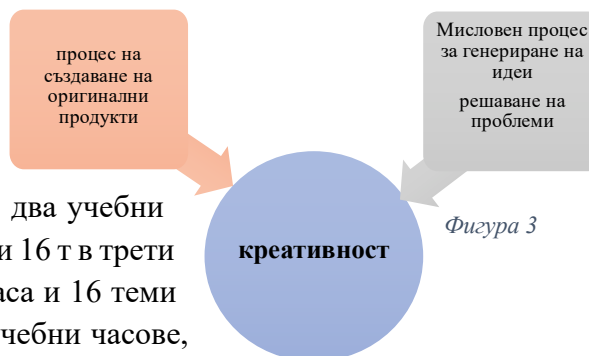 процес на
създаване на
оригинални
продукти
Мисловен процес
за генериране на
идеи
решаване на
проблеми
креативност
Фигура 3
два учебни
и 16 т в трети
аса и 16 теми
чебни часове,